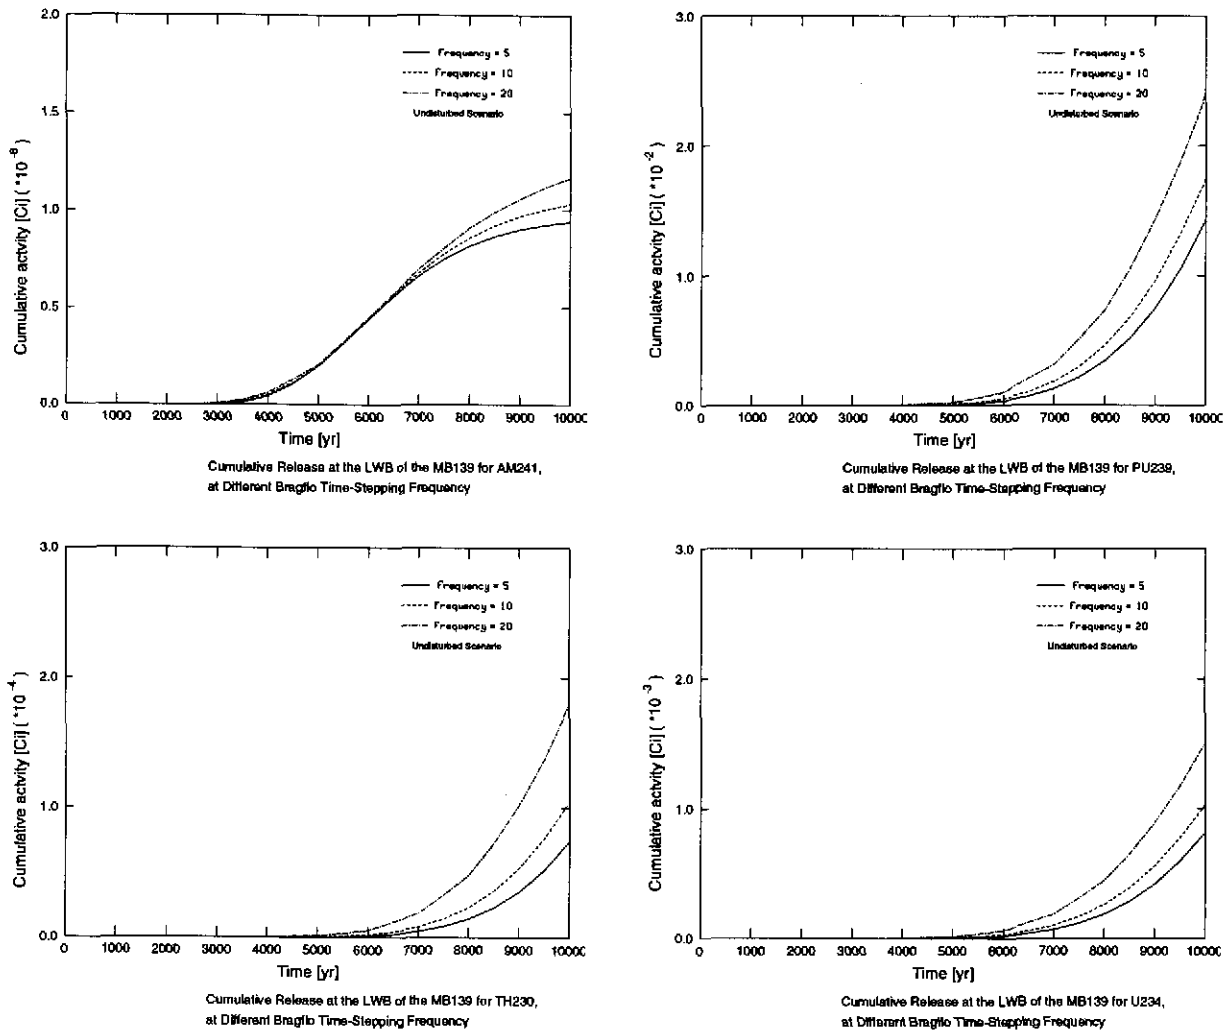 2.0
1.5
1.0
0.5
0.0
Cumulative actvity [Ci] ( *10 -8 )
Frequency = 5
Frequency = 10
Frequency = 20
Undisturbed Scenario
0 1000 2000 3000 4000 5000 6000 7000 8000 9000 10000
Time [yr]
Cumulative Release at the LWB of the MB139 for AM241,
at Different Bragflo Time-Stepping Frequency
3.0
2.0
1.0
0.0
Cumulative actvity [Ci] ( *10 -2 )
Frequency = 5
Frequency = 10
Frequency = 20
Undisturbed Scenario
0 1000 2000 3000 4000 5000 6000 7000 8000 9000 1000
Time [yr]
Cumulative Release at the LWB of the MB139 for PU239,
at Different Bragflo Time-Stepping Frequency
3.0
2.0
1.0
0.0
Cumulative actvity [Ci] ( *10 -4 )
Frequency = 5
Frequency = 10
Frequency = 20
Undisturbed Scenario
0 1000 2000 3000 4000 5000 6000 7000 8000 9000 10000
Time [yr]
Cumulative Release at the LWB of the MB139 for TH230,
at Different Bragflo Time-Stepping Frequency
3.0
2.0
1.0
0.0
Cumulative actvity [Ci] ( *10 -3 )
Frequency = 5
Frequency = 10
Frequency = 20
Undisturbed Scenario
0 1000 2000 3000 4000 5000 6000 7000 8000 9000 1000
Time [yr]
Cumulative Release at the LWB of the MB139 for U234,
at Different Bragflo Time-Stepping Frequency